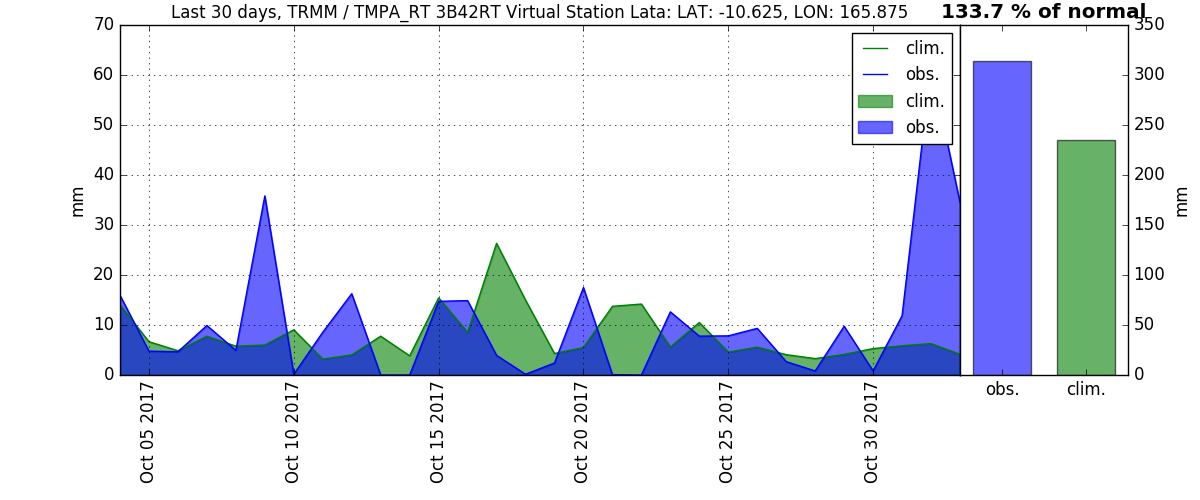 Last 30 days, TRMM / TMPA_RT 3B42RT Virtual Station Lata: LAT: -10.625, LON: 165.875
133.7 % of normal
70
60
50
40
30
20
10
0
mm
clim.
obs.
clim.
obs.
350
300
250
200
150
100
50
0
mm
Oct 05 2017
Oct 10 2017
Oct 15 2017
Oct 20 2017
Oct 25 2017
Oct 30 2017
obs.
clim.